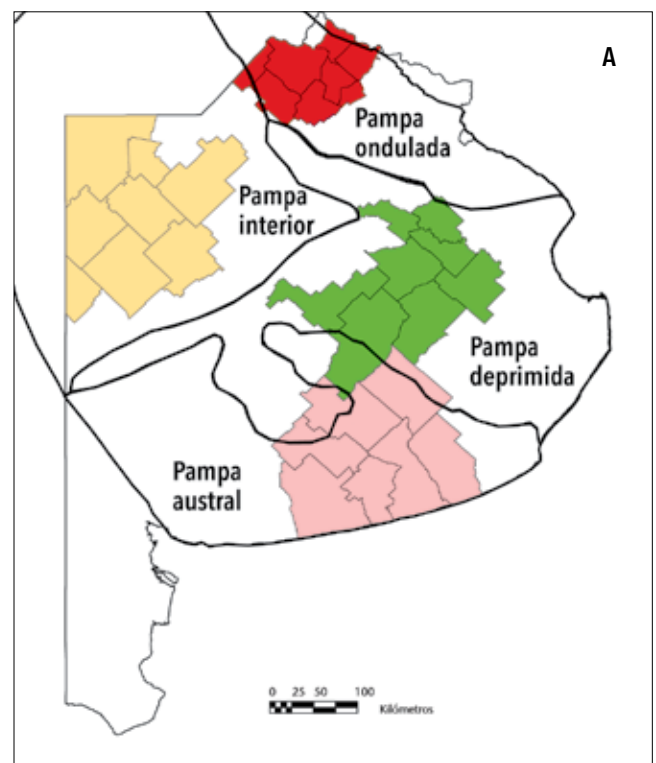 A
Pampa
ondulada
Pampa
interior
Pampa
deprimida
Pampa
austral
0 25 50 100
Kilómetros